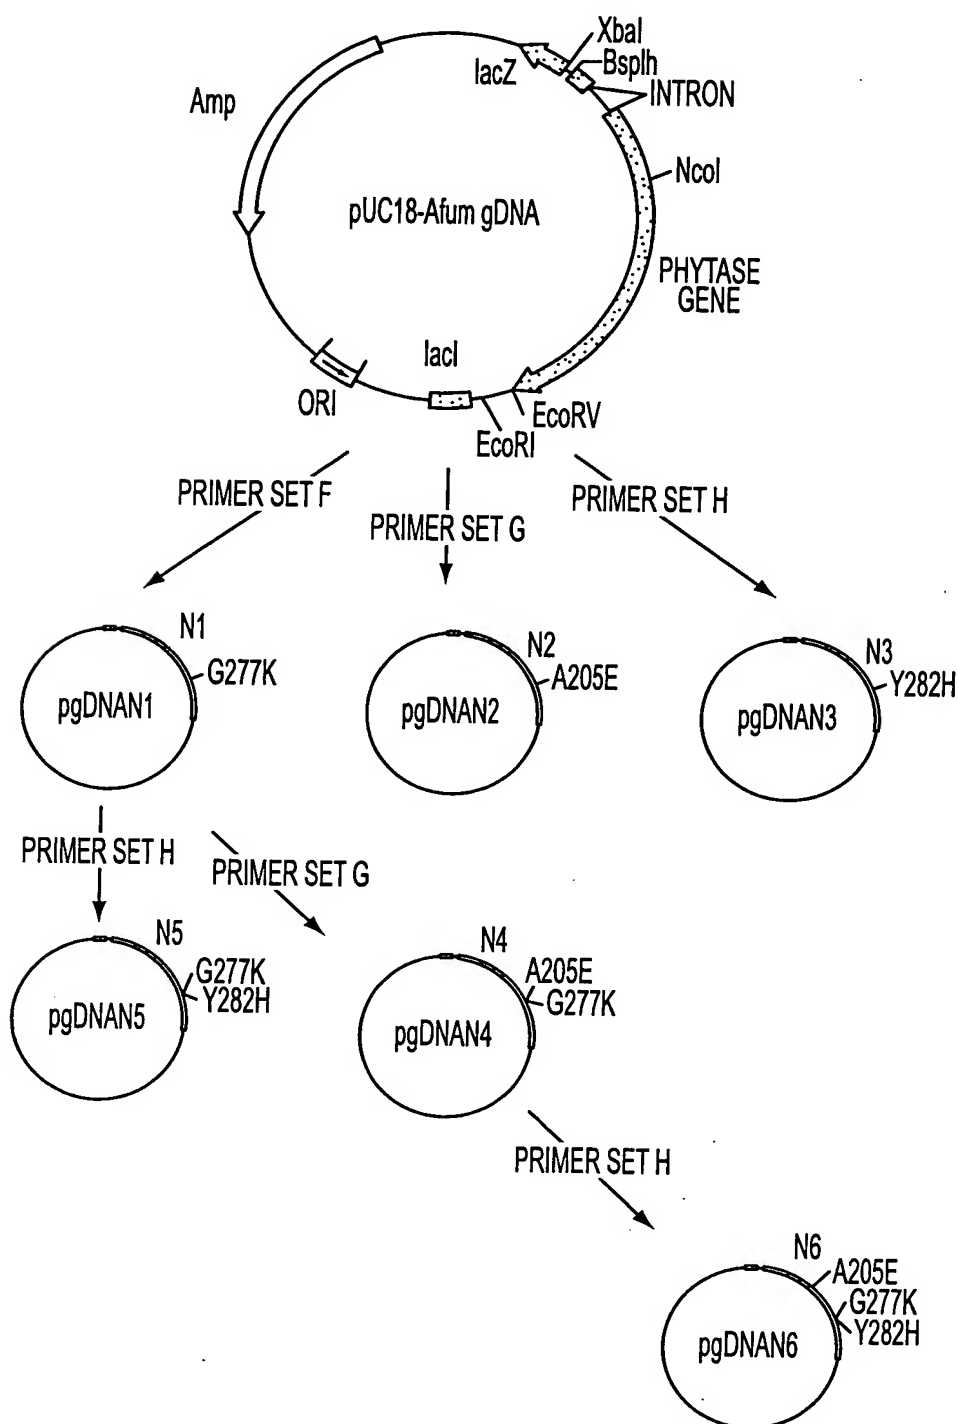 XbaI
Bsplh
lacZ
INTRON
Amp
NcoI
pUC18-Afum gDNA
PHYTASE
GENE
lacI
ORI
EcoRV
EcoRI
PRIMER SET F
PRIMER SET G
PRIMER SET H
N1
G277K
pgDNAN1
N2
A205E
pgDNAN2
N3
Y282H
pgDNAN3
PRIMER SET H
PRIMER SET G
N5
G277K
Y282H
pgDNAN5
N4
A205E
G277K
pgDNAN4
PRIMER SET H
N6
A205E
G277K
Y282H
pgDNAN6